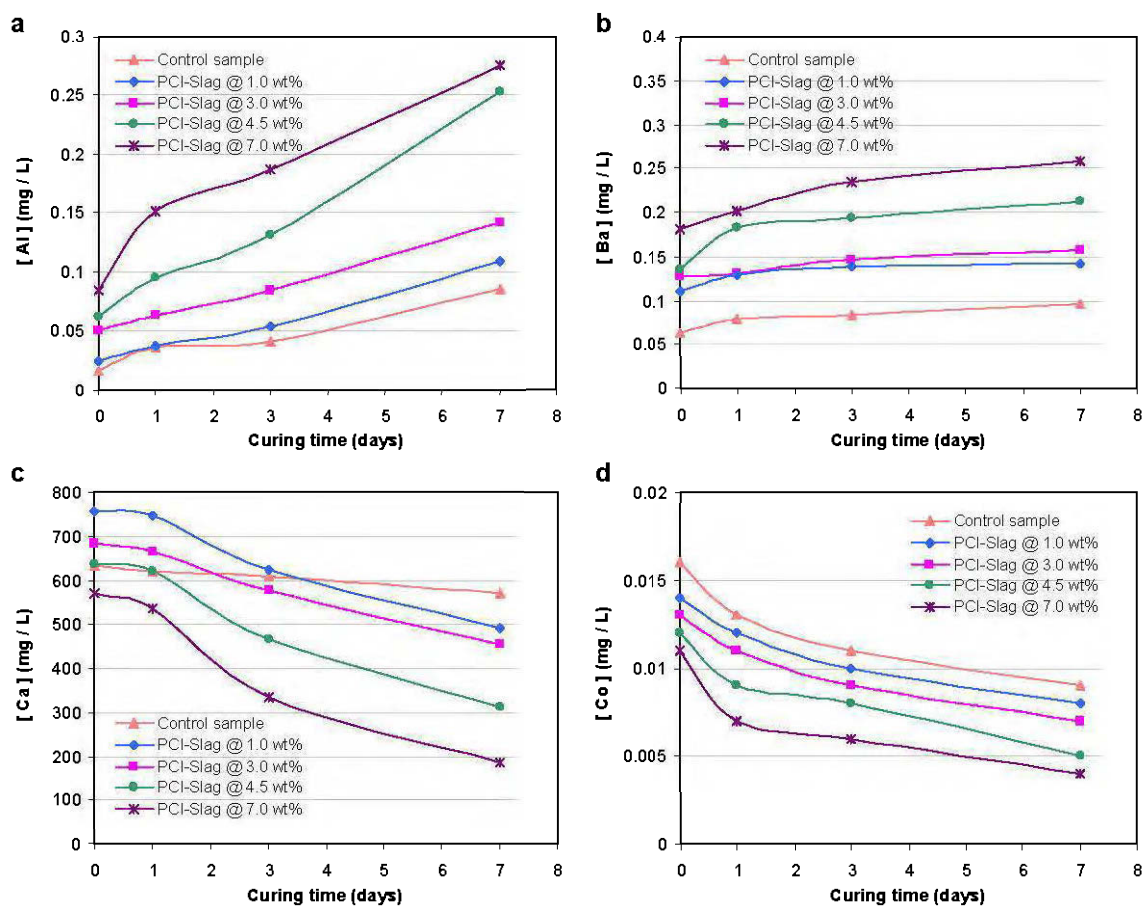 a
0.3
0.25
0.2
0.15
0.1
0.05
0
[ Al ] (mg / L)
Control sample
PCI-Slag @ 1.0 wt%
PCI-Slag @ 3.0 wt%
PCI-Slag @ 4.5 wt%
PCI-Slag @ 7.0 wt%
0 1 2 3 4 5 6 7 8
Curing time (days)
b
0.4
0.35
0.3
0.25
0.2
0.15
0.1
0.05
0
[ Ba ] (mg / L)
Control sample
PCI-Slag @ 1.0 wt%
PCI-Slag @ 3.0 wt%
PCI-Slag @ 4.5 wt%
PCI-Slag @ 7.0 wt%
0 1 2 3 4 5 6 7 8
Curing time (days)
c
800
700
600
500
400
300
200
100
0
[ Ca ] (mg / L)
Control sample
PCI-Slag @ 1.0 wt%
PCI-Slag @ 3.0 wt%
PCI-Slag @ 4.5 wt%
PCI-Slag @ 7.0 wt%
0 1 2 3 4 5 6 7 8
Curing time (days)
d
0.02
0.015
0.01
0.005
0
[ Co ] (mg / L)
Control sample
PCI-Slag @ 1.0 wt%
PCI-Slag @ 3.0 wt%
PCI-Slag @ 4.5 wt%
PCI-Slag @ 7.0 wt%
0 1 2 3 4 5 6 7 8
Curing time (days)